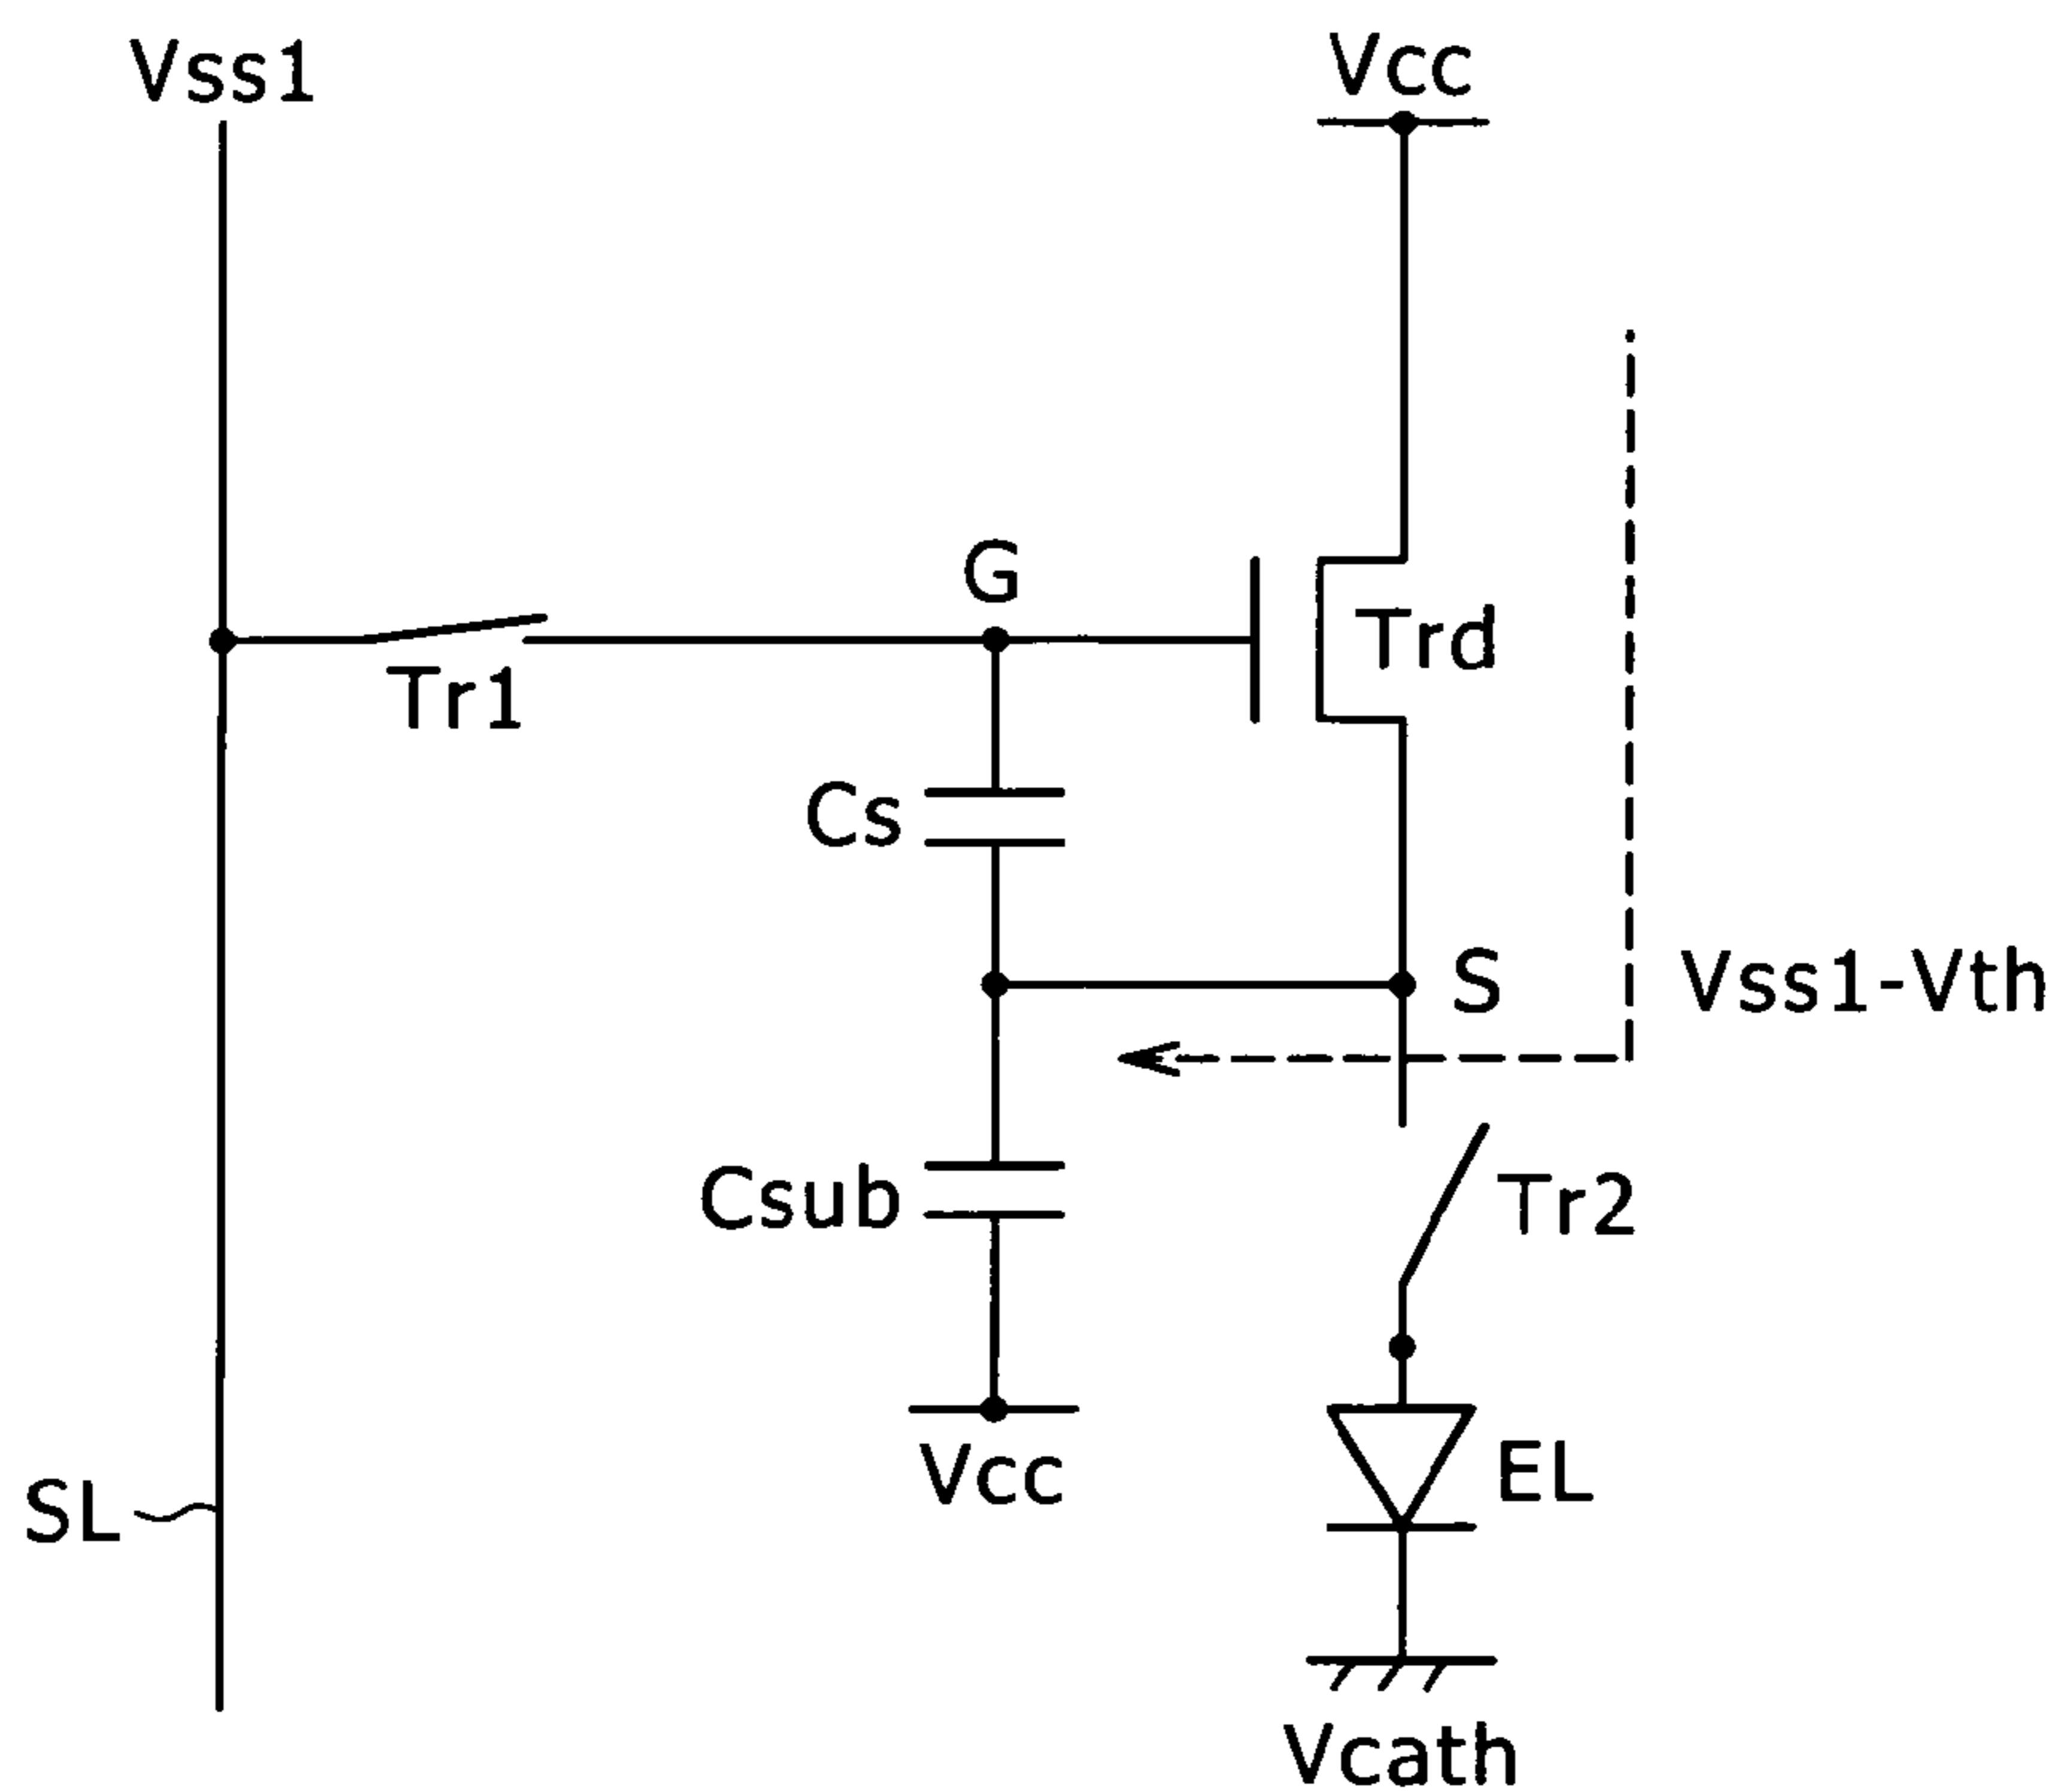 Vss1
Vcc
G
Trd
Tr1
Cs
S
Vss1-Vth
Csub
Tr2
Vcc
EL
SL
Vcath